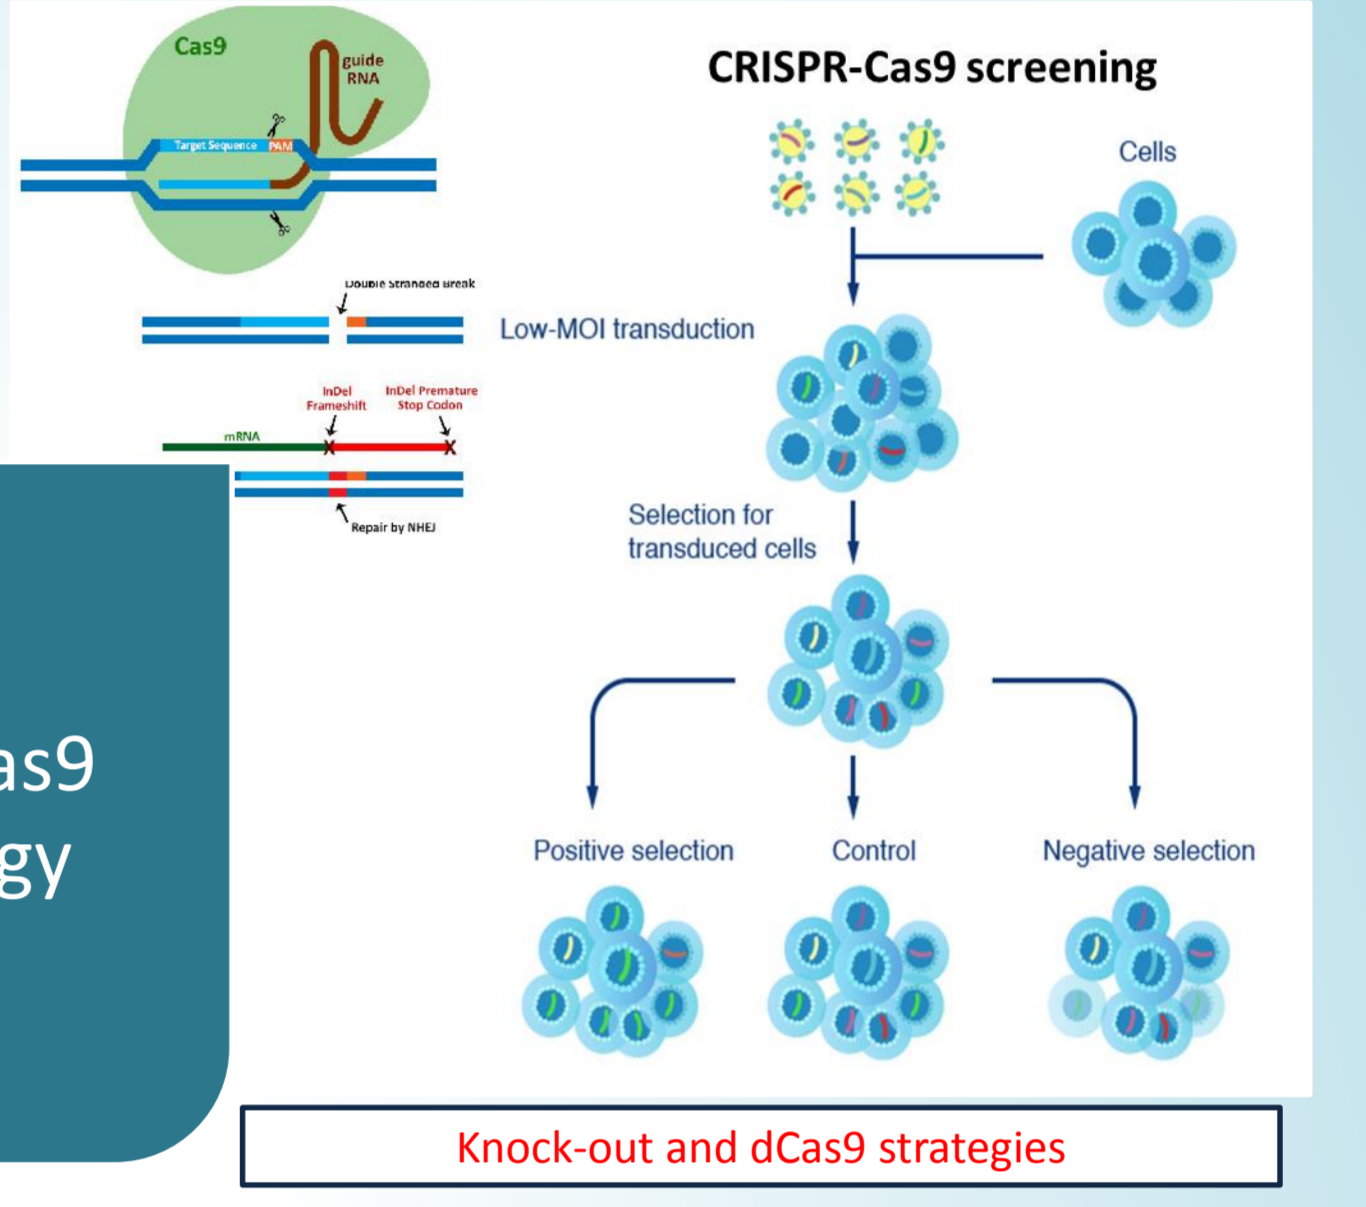 Cas9
guide
RNA
Target Sequence
PAM
Double Stranded Break
InDel
Frameshift
InDel Premature
Stop Codon
mRNA
X
X
Repair by NHEJ
as9
gy
CRISPR-Cas9 screening
Cells
Low-MOI transduction
Selection for
transduced cells
Positive selection
Control
Negative selection
Knock-out and dCas9 strategies